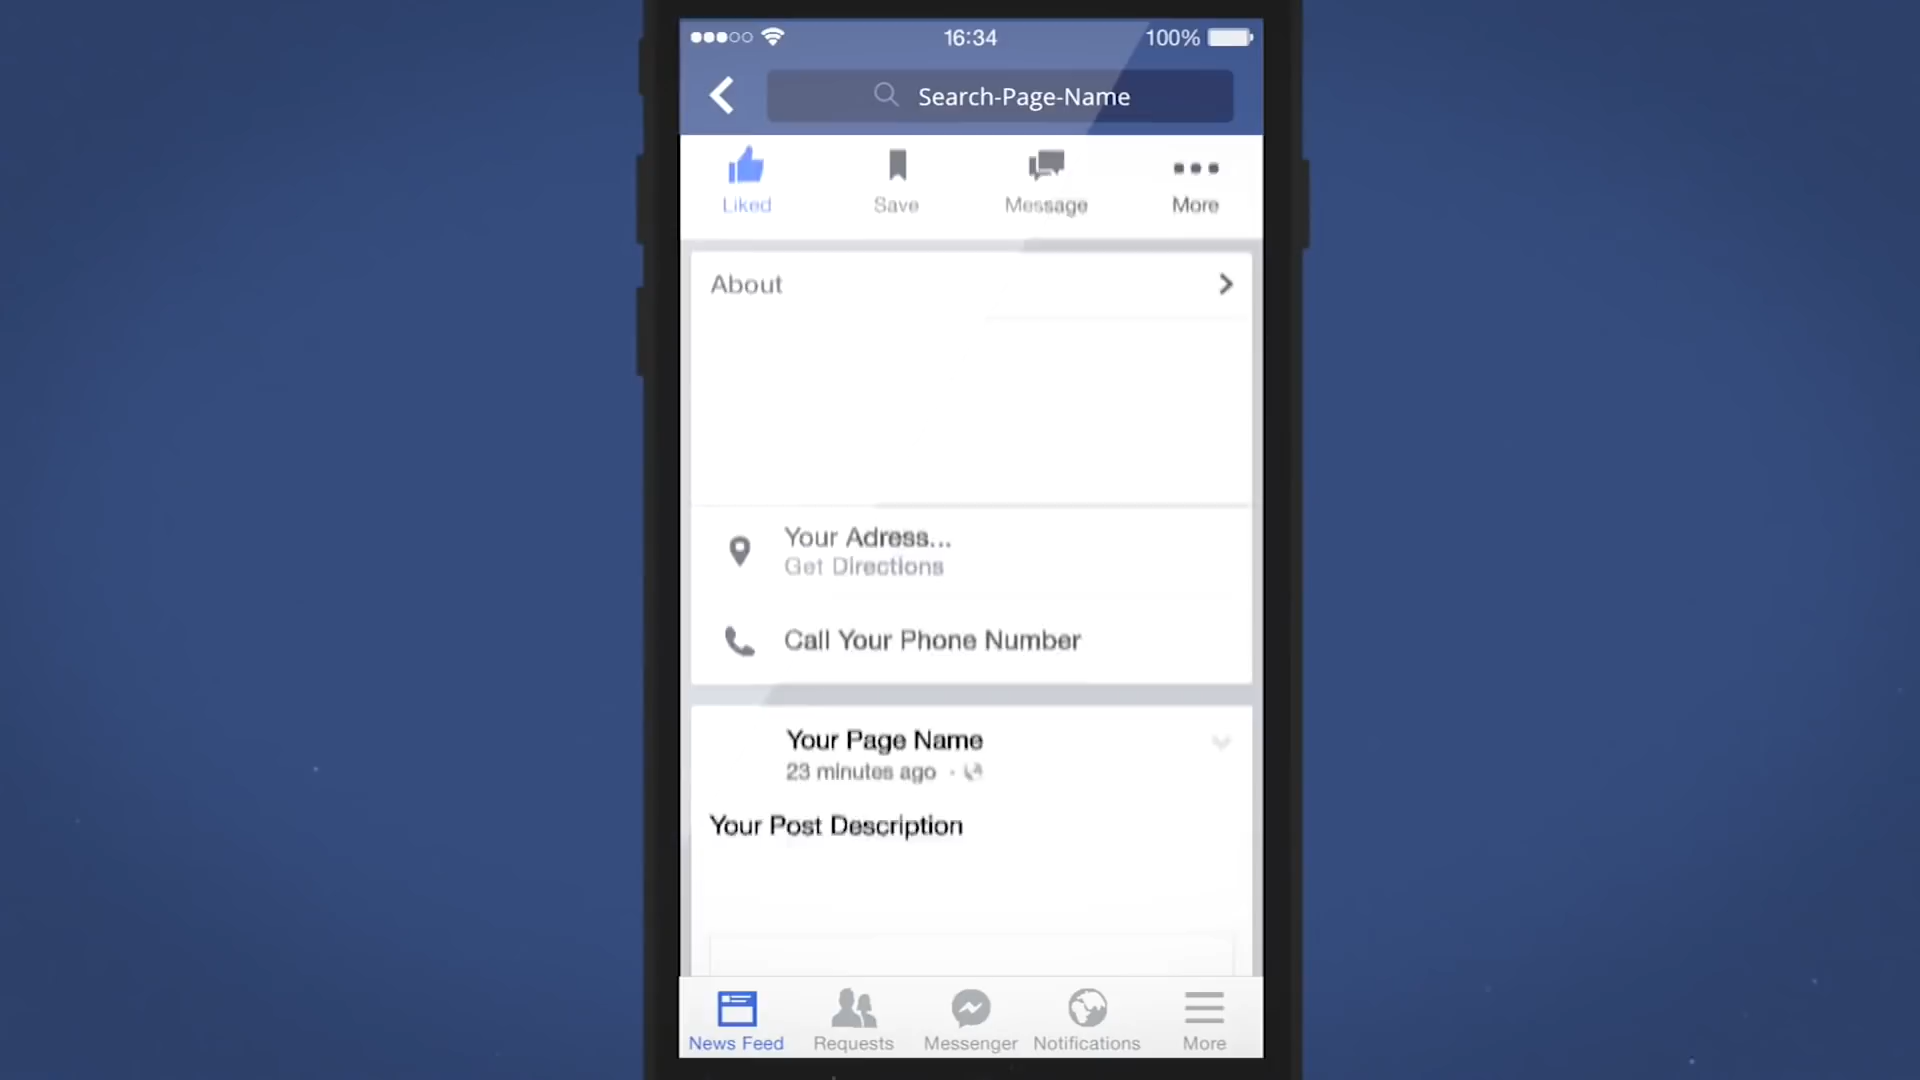 16:34
100%
Search-Page-Name
Liked
Save
Message
More
About
Your Adress...
Get Directions
Call Your Phone Number
Your Page Name
23 minutes ago
Your Post Description
News Feed
Requests
Messenger
Notifications
More